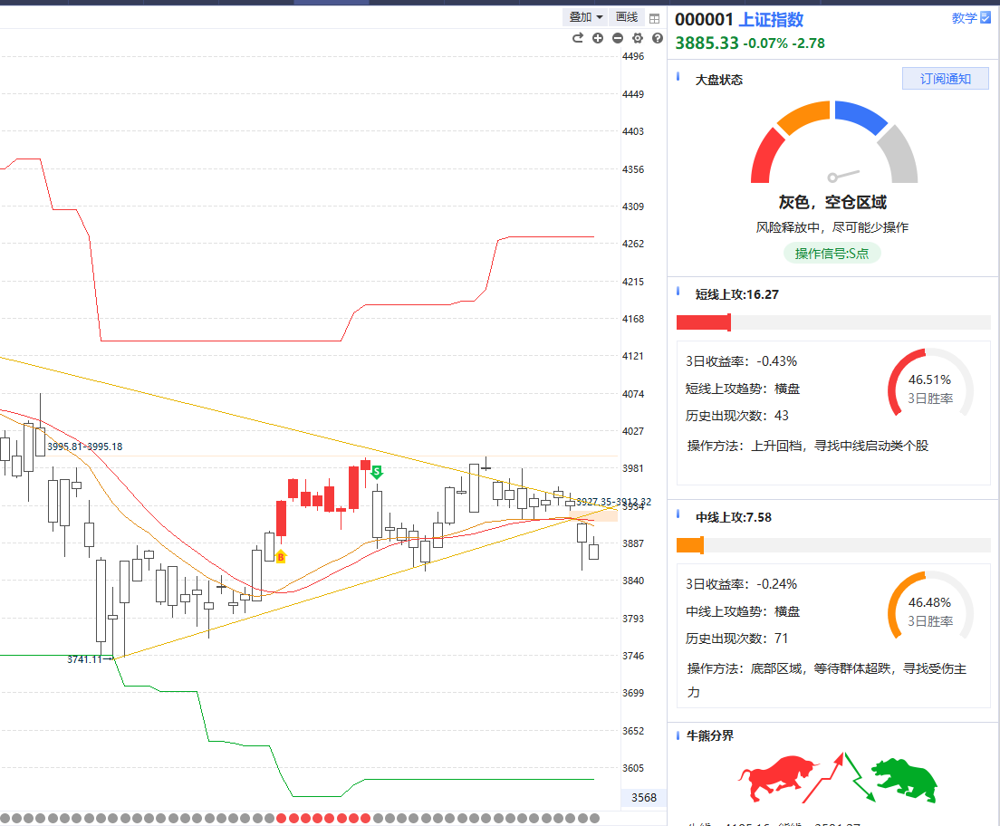 叠加 画线
4496
4449
4403
4356
4309
4262
4215
4168
4121
4074
4027
3981
3934
3887
3840
3793
3746
3699
3652
3605
3568
3995.81-3995.18
S
3927.35-3912.32
B
3741.11
000001 上证指数
教学
3885.33 -0.07% -2.78
大盘状态
订阅通知
灰色，空仓区域
风险释放中，尽可能少操作
操作信号:S点
短线上攻:16.27
3日收益率：-0.43%
短线上攻趋势：横盘
历史出现次数：43
46.51%
3日胜率
操作方法：上升回档，寻找中线启动类个股
中线上攻:7.58
3日收益率：-0.24%
中线上攻趋势：横盘
历史出现次数：71
46.48%
3日胜率
操作方法：底部区域，等待群体超跌，寻找受伤主
力
牛熊分界